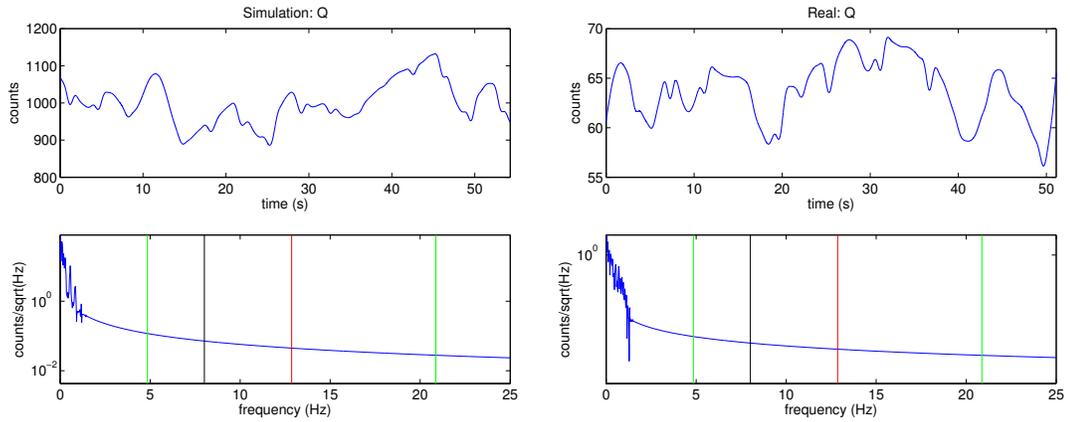 Simulation: Q
1200
1100
1000
900
800
counts
0 10 20 30 40 50
time (s)
Real: Q
70
65
60
55
counts
0 10 20 30 40 50
time (s)
10^0
10^-2
counts/sqrt(Hz)
0 5 10 15 20 25
frequency (Hz)
10^0
counts/sqrt(Hz)
0 5 10 15 20 25
frequency (Hz)